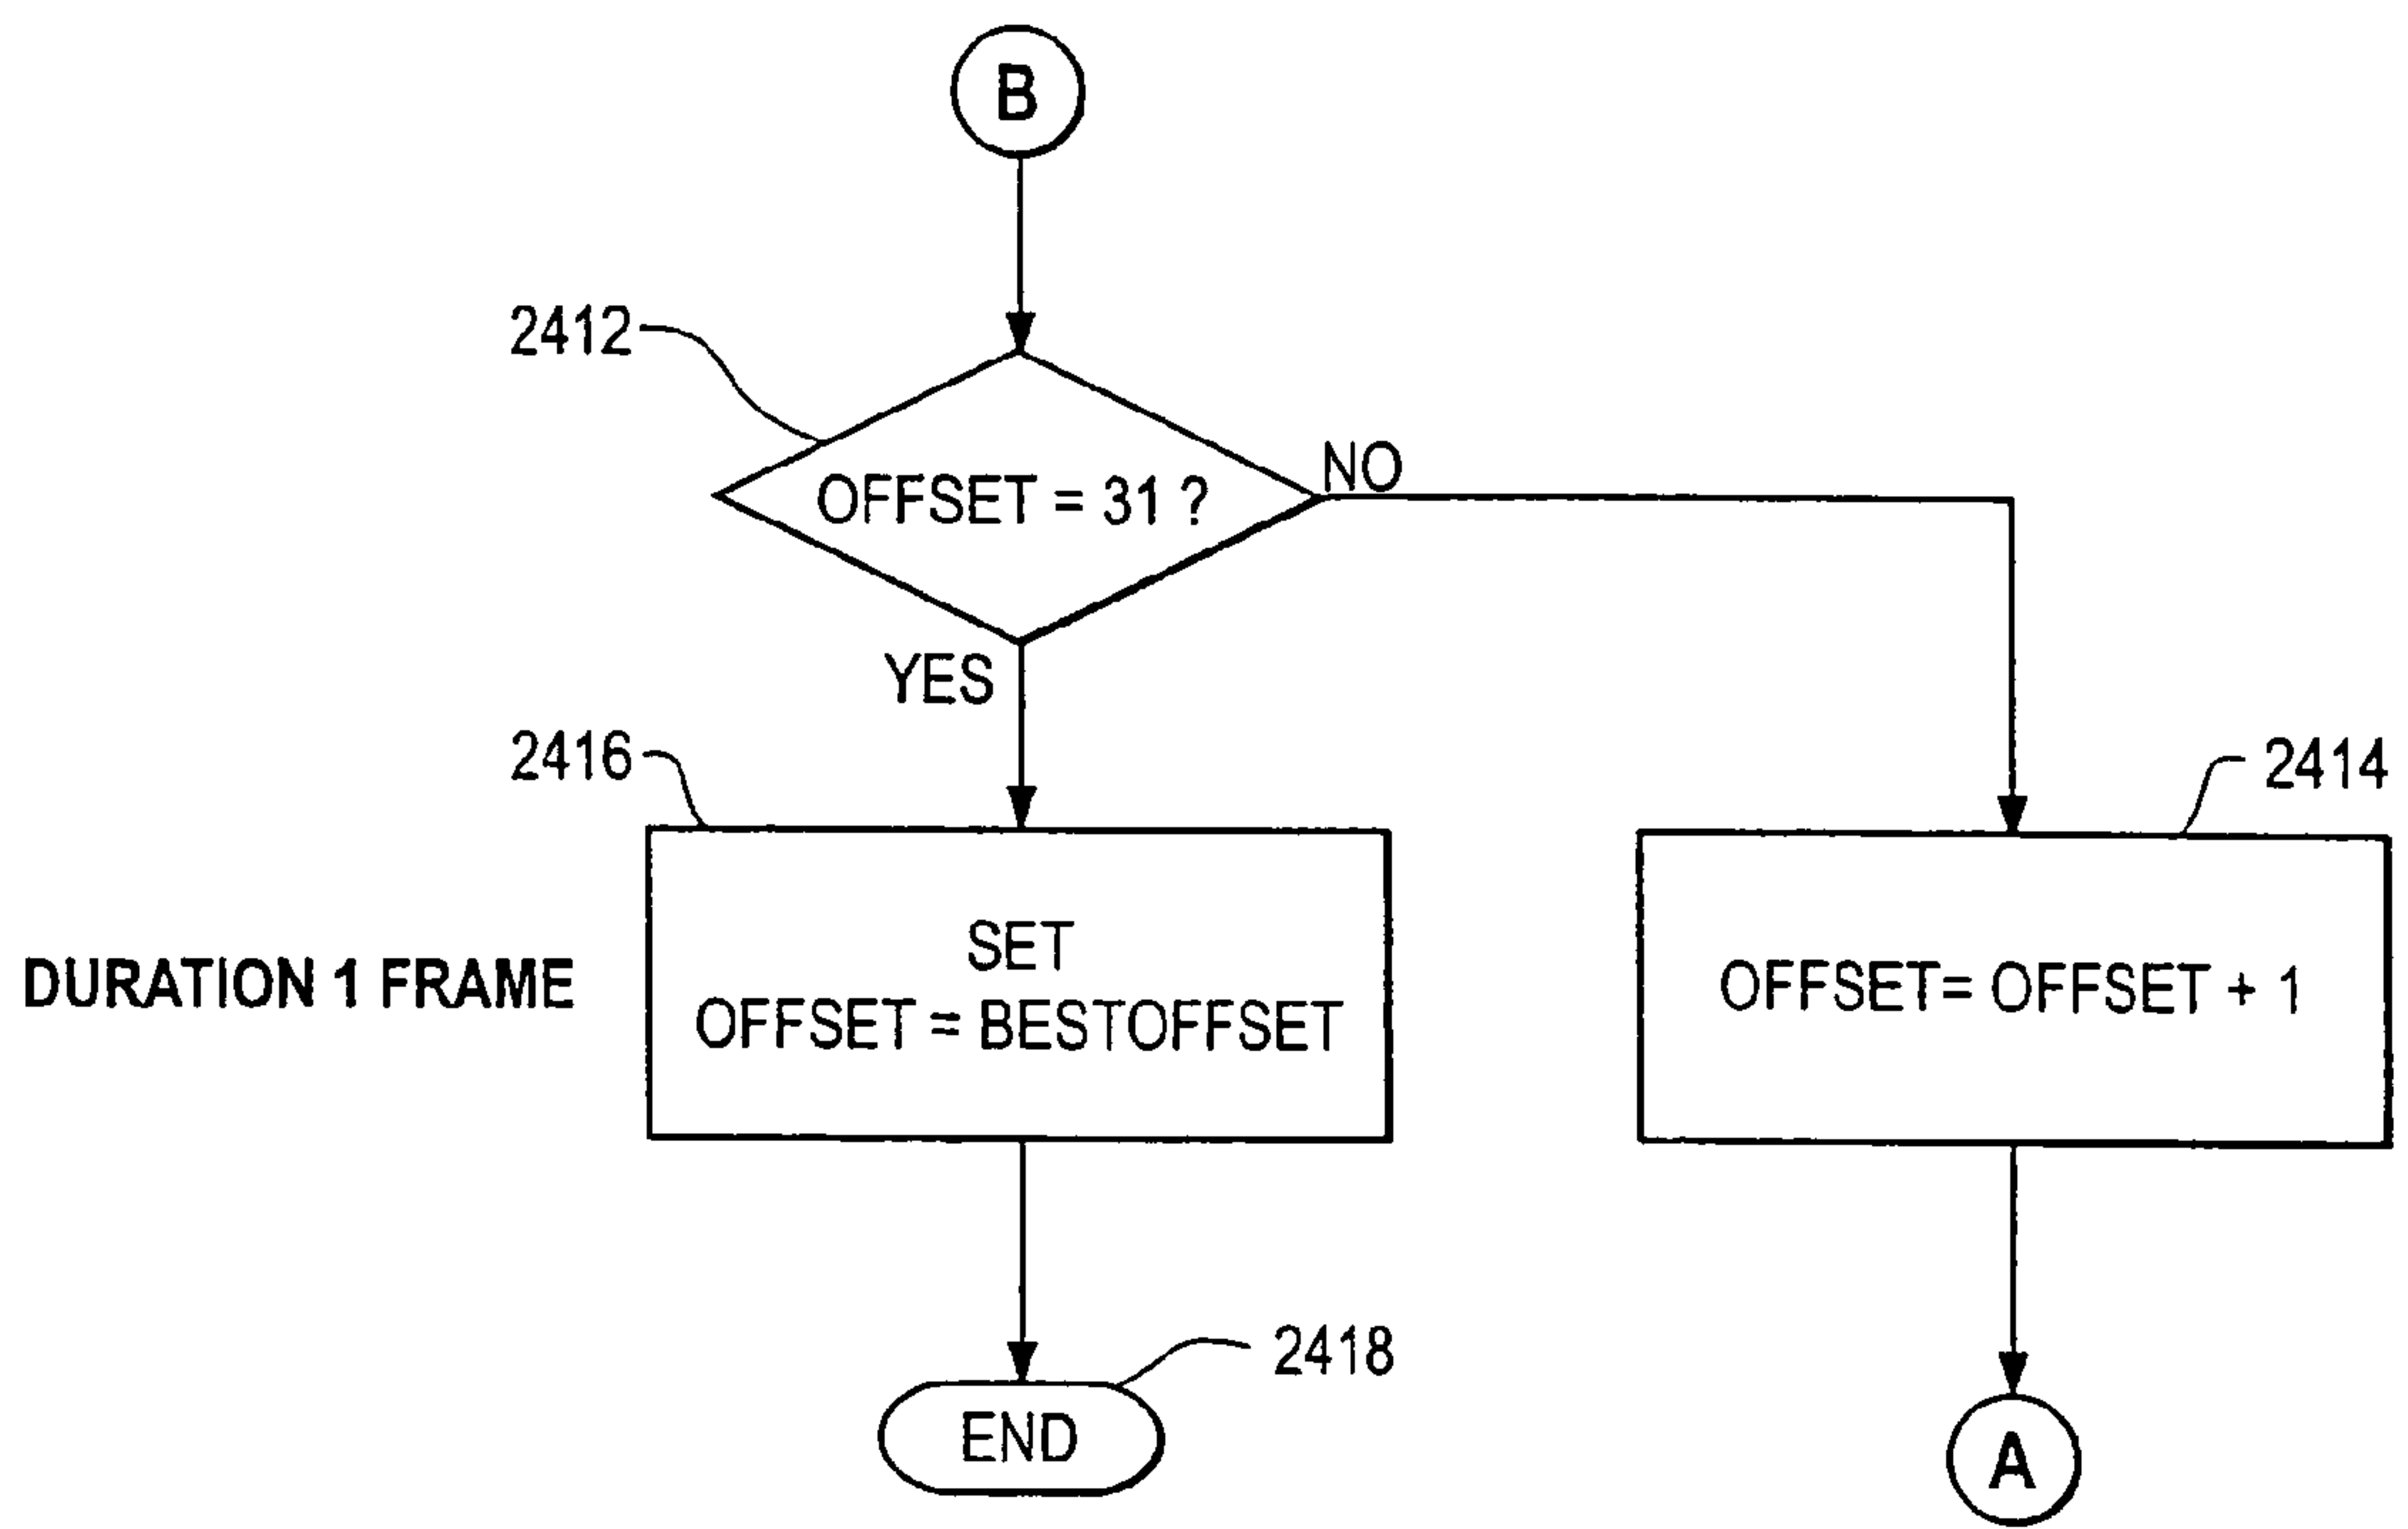 B
2412
OFFSET = 31 ?
NO
YES
2416
2414
DURATION 1 FRAME
SET
OFFSET = BESTOFFSET
OFFSET= OFFSET + 1
2418
END
A